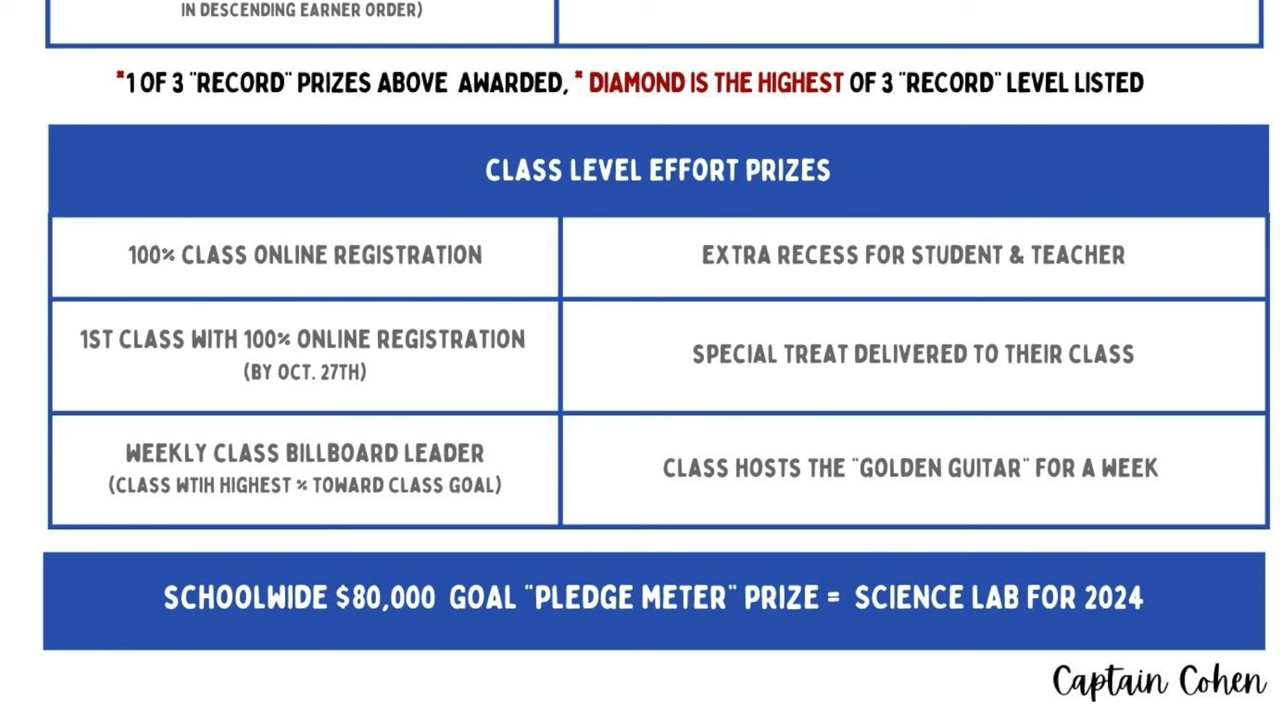 IN DESCENDING EARNER ORDER)
*1 OF 3 "RECORD" PRIZES ABOVE AWARDED, * DIAMOND IS THE HIGHEST OF 3 "RECORD" LEVEL LISTED
CLASS LEVEL EFFORT PRIZES
100% CLASS ONLINE REGISTRATION
EXTRA RECESS FOR STUDENT & TEACHER
1ST CLASS WITH 100% ONLINE REGISTRATION
(BY OCT. 27TH)
SPECIAL TREAT DELIVERED TO THEIR CLASS
WEEKLY CLASS BILLBOARD LEADER
(CLASS WTIH HIGHEST % TOWARD CLASS GOAL)
CLASS HOSTS THE "GOLDEN GUITAR" FOR A WEEK
SCHOOLWIDE $80,000 GOAL "PLEDGE METER" PRIZE = SCIENCE LAB FOR 2024
Captain Cohen